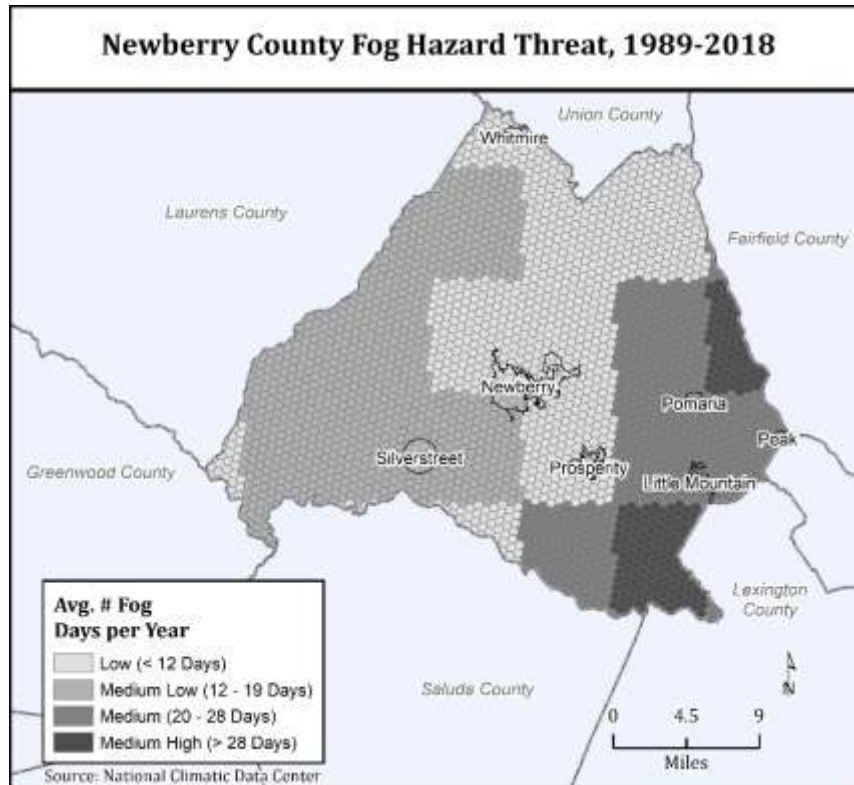 Newberry County Fog Hazard Threat, 1989-2018
Union County
Whitmire
Laurens County
Fairfield County
Newberry
Pomaria
Peak
Greenwood County
Silverstreet
Prosperity
Little Mountain
Lexington
County
Saluda County
Avg. # Fog
Days per Year
Low (< 12 Days)
Medium Low (12 - 19 Days)
Medium (20 - 28 Days)
Medium High (> 28 Days)
Source: National Climatic Data Center
N
0 4.5 9
Miles